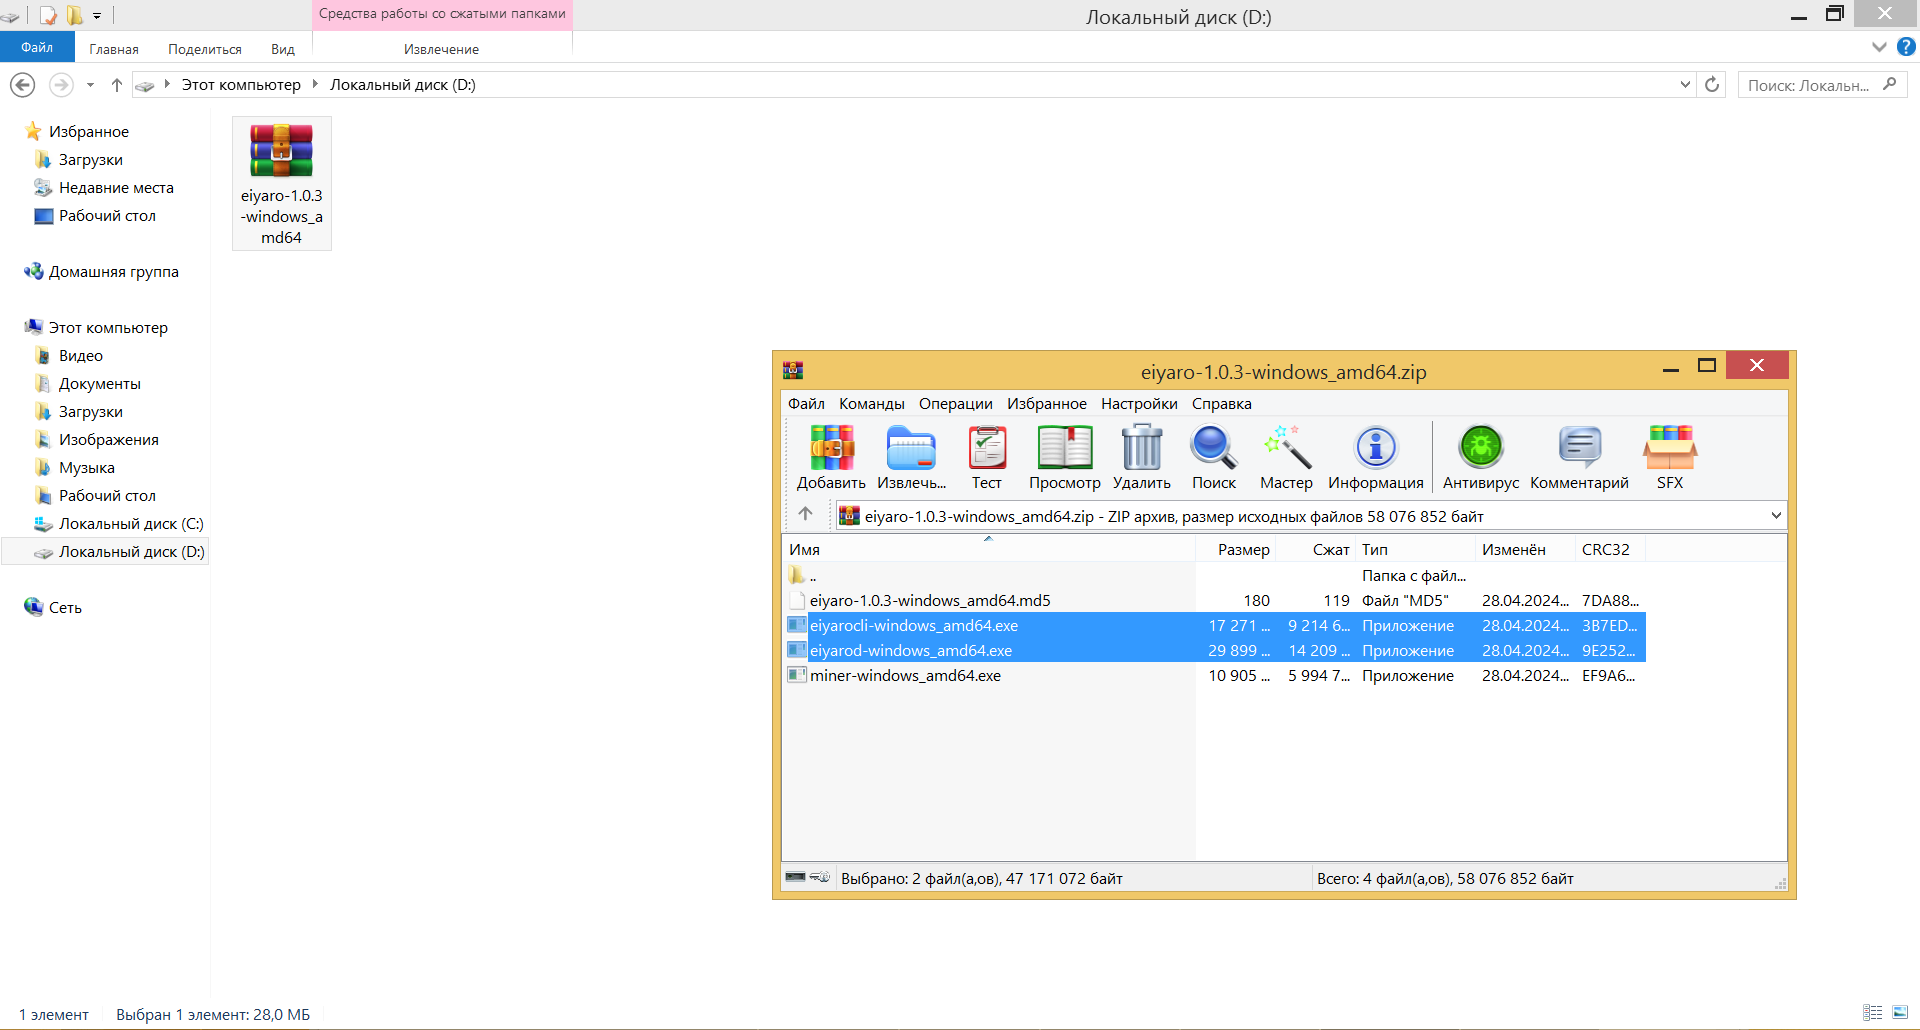 Средства работы со сжатыми папками
Локальный диск (D:)
Файл
Главная
Поделиться
Вид
Извлечение
Этот компьютер
Локальный диск (D:)
Поиск: Локальн...
Избранное
Загрузки
Недавние места
Рабочий стол
Домашняя группа
Этот компьютер
Видео
Документы
Загрузки
Изображения
Музыка
Рабочий стол
Локальный диск (C:)
Локальный диск (D:)
Сеть
eiyaro-1.0.3
-windows_a
md64
eiyaro-1.0.3-windows_amd64.zip
Файл Команды Операции Избранное Настройки Справка
Добавить Извлечь... Тест Просмотр Удалить Поиск Мастер Информация Антивирус Комментарий SFX
eiyaro-1.0.3-windows_amd64.zip - ZIP архив, размер исходных файлов 58 076 852 байт
Имя Размер Сжат Тип Изменён CRC32
.. Папка с файл...
eiyaro-1.0.3-windows_amd64.md5 180 119 Файл "MD5" 28.04.2024... 7DA88...
eiyarocli-windows_amd64.exe 17 271 ... 9 214 6... Приложение 28.04.2024... 3B7ED...
eiyarod-windows_amd64.exe 29 899 ... 14 209 ... Приложение 28.04.2024... 9E252...
miner-windows_amd64.exe 10 905 ... 5 994 7... Приложение 28.04.2024... EF9A6...
Выбрано: 2 файл(а,ов), 47 171 072 байт
Всего: 4 файл(а,ов), 58 076 852 байт
1 элемент
Выбран 1 элемент: 28,0 МБ